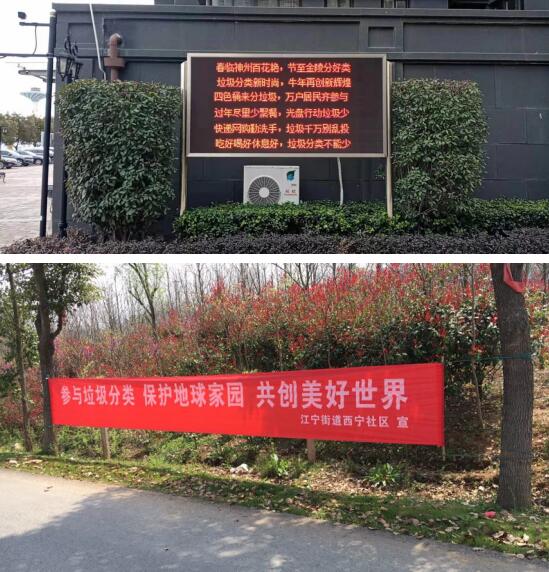 春临神州百花艳，节至金陵分好类
垃圾分类新时尚，牛年再创新辉煌
四色桶来分垃圾，万户居民齐参与
过年尽量少聚餐，光盘行动垃圾少
快递网购勤洗手，垃圾千万别乱投
吃好喝好休息好，垃圾分类不能少
参与垃圾分类 保护地球家园 共创美好世界
江宁街道西宁社区 宣